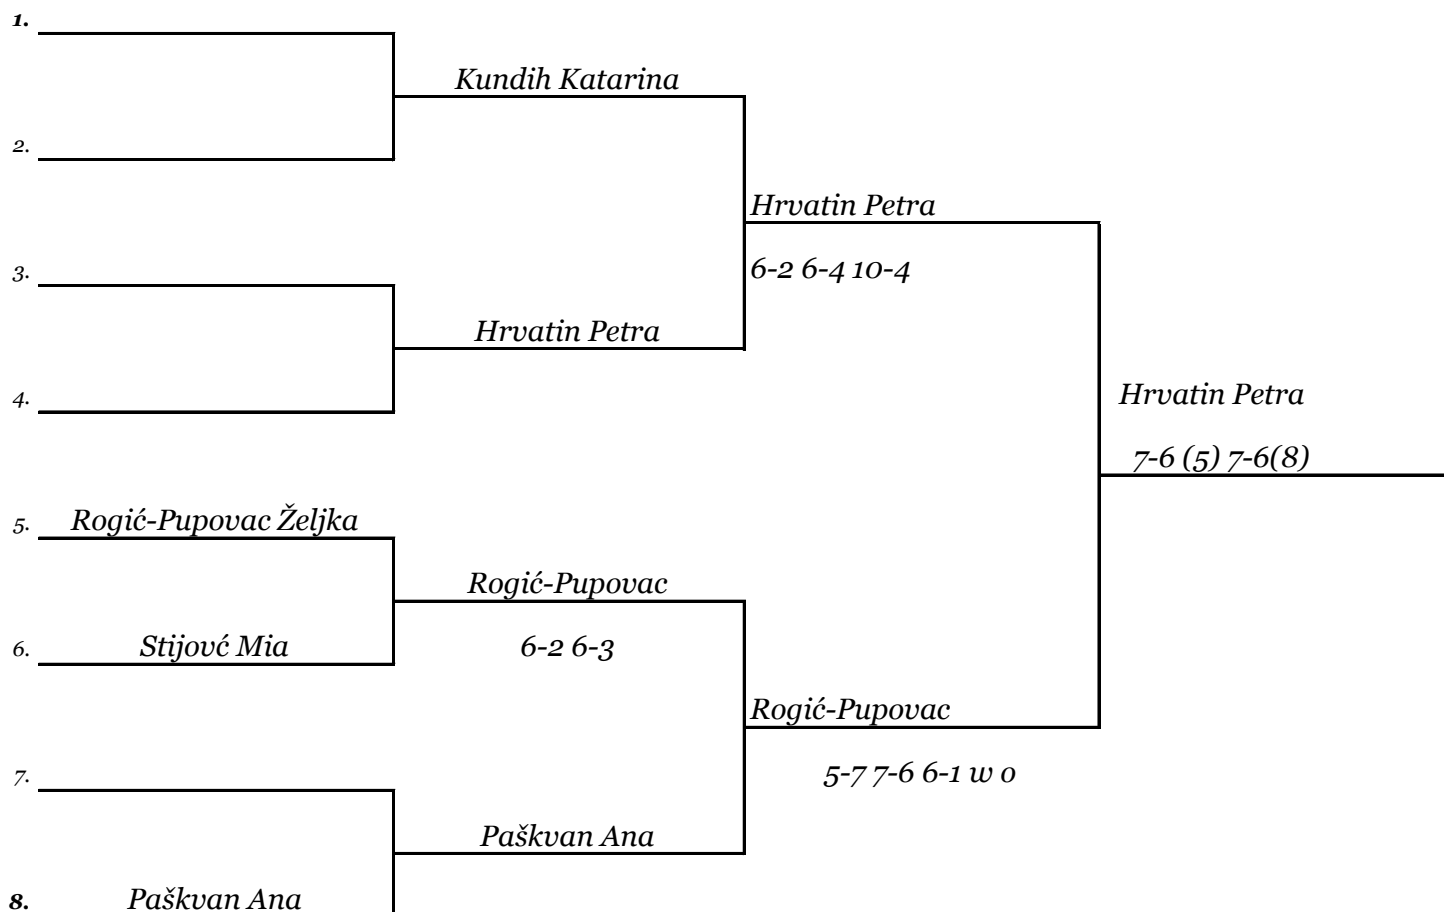 1.
Kundih Katarina
2.
Hrvatin Petra
3.
6-2 6-4 10-4
Hrvatin Petra
4.
Hrvatin Petra
7-6 (5) 7-6(8)
5. Rogić-Pupovac Željka
Rogić-Pupovac
6. Stijovć Mia
6-2 6-3
Rogić-Pupovac
7.
5-7 7-6 6-1 w o
Paškvan Ana
8. Paškvan Ana